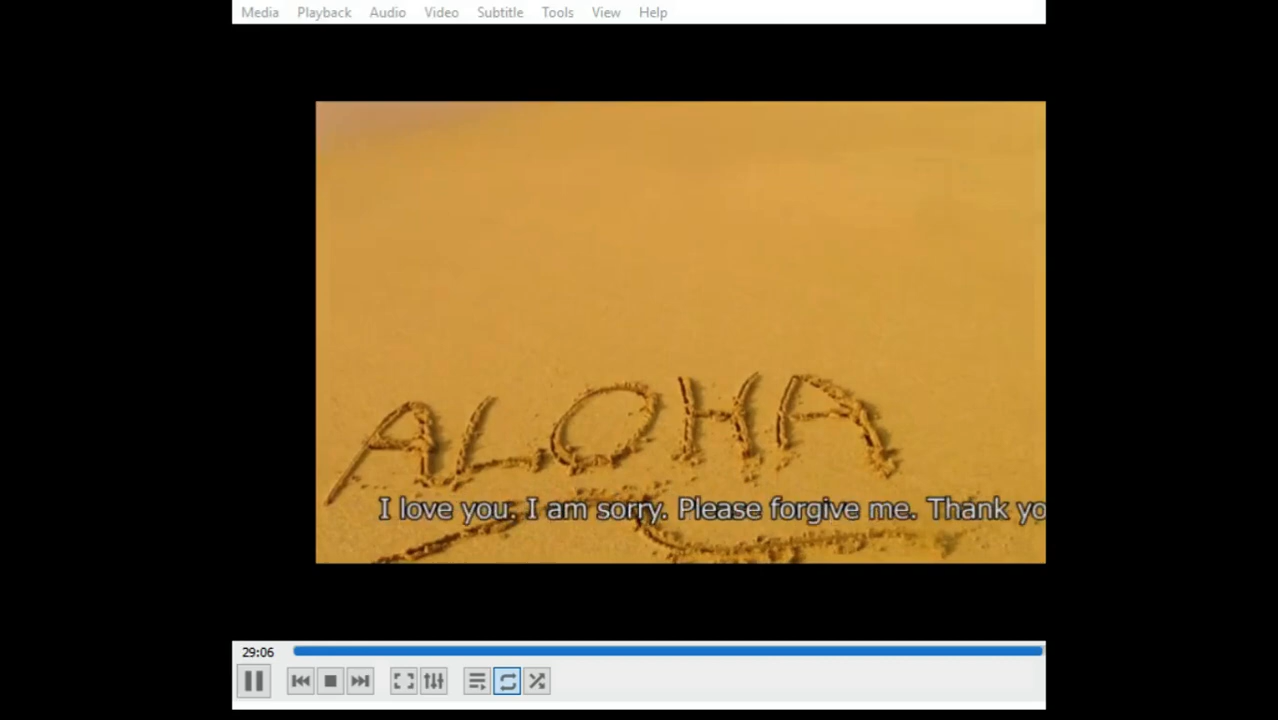 Media Playback Audio Video Subtitle Tools View Help
ALOHA
I love you. I am sorry. Please forgive me. Thank yo
29:06